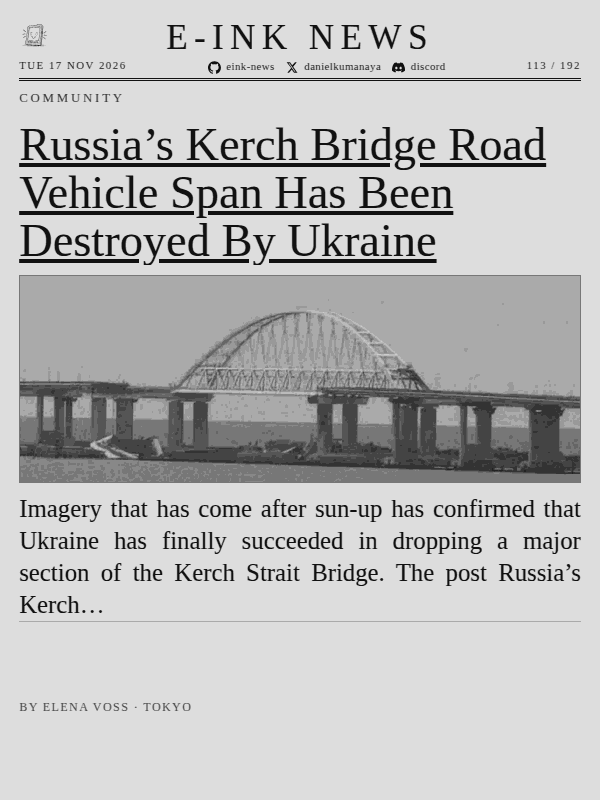 E-INK NEWS
TUE 17 NOV 2026
eink-news
danielkumanaya
discord
113 / 192
COMMUNITY
Russia’s Kerch Bridge Road
Vehicle Span Has Been
Destroyed By Ukraine
Imagery that has come after sun-up has confirmed that
Ukraine has finally succeeded in dropping a major
section of the Kerch Strait Bridge. The post Russia’s
Kerch…
BY ELENA VOSS · TOKYO